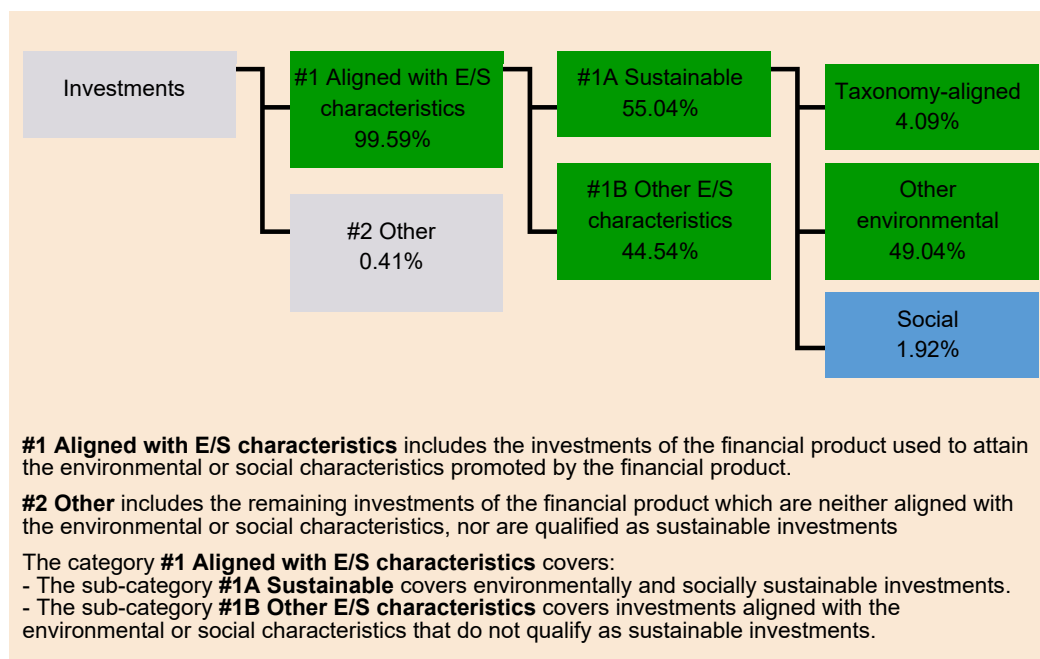 Investments
#1 Aligned with E/S
characteristics
99.59%
#2 Other
0.41%
#1A Sustainable
55.04%
#1B Other E/S
characteristics
44.54%
Taxonomy-aligned
4.09%
Other
environmental
49.04%
Social
1.92%
#1 Aligned with E/S characteristics includes the investments of the financial product used to attain
the environmental or social characteristics promoted by the financial product.
#2 Other includes the remaining investments of the financial product which are neither aligned with
the environmental or social characteristics, nor are qualified as sustainable investments
The category #1 Aligned with E/S characteristics covers:
- The sub-category #1A Sustainable covers environmentally and socially sustainable investments.
- The sub-category #1B Other E/S characteristics covers investments aligned with the
environmental or social characteristics that do not qualify as sustainable investments.